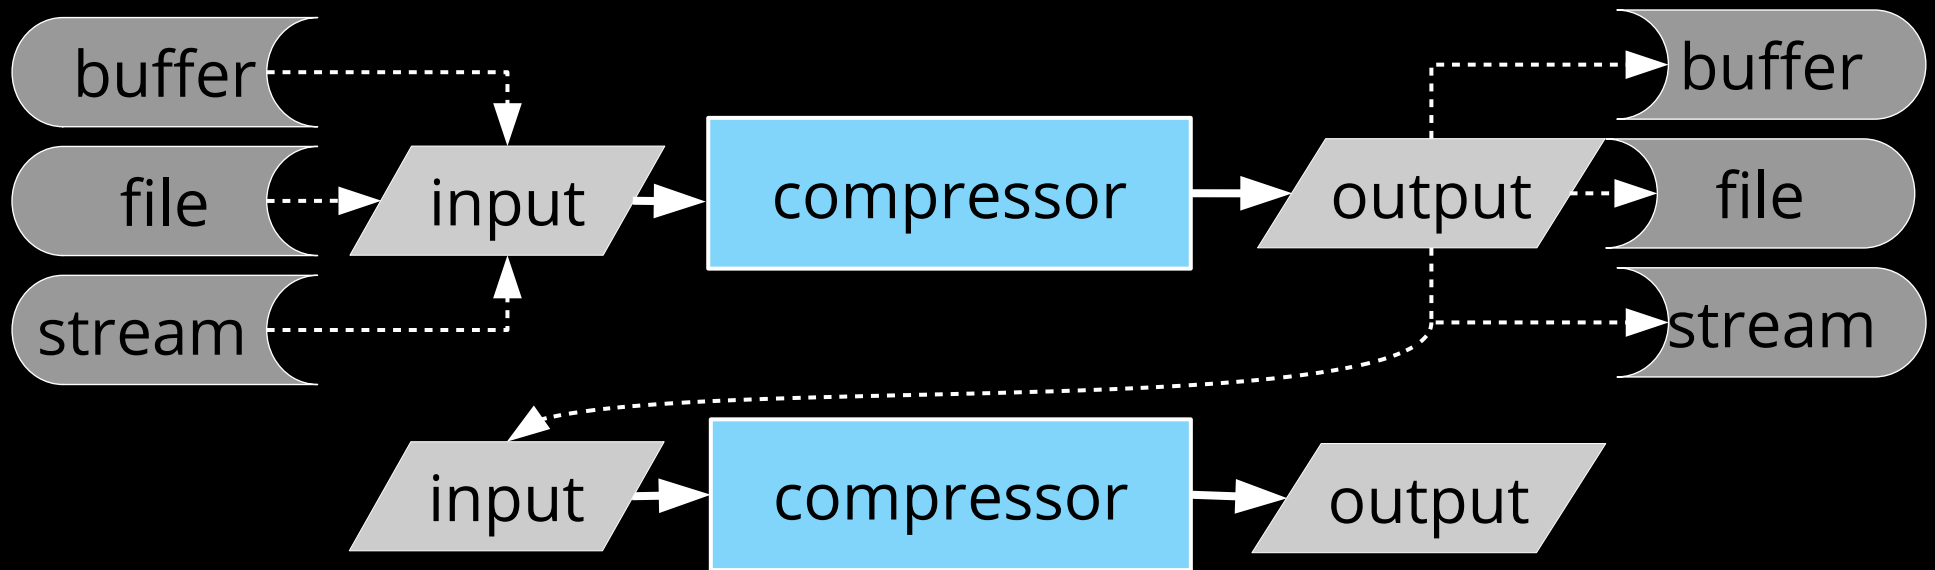 buffer
buffer
file
input
compressor
output
file
stream
stream
input
compressor
output